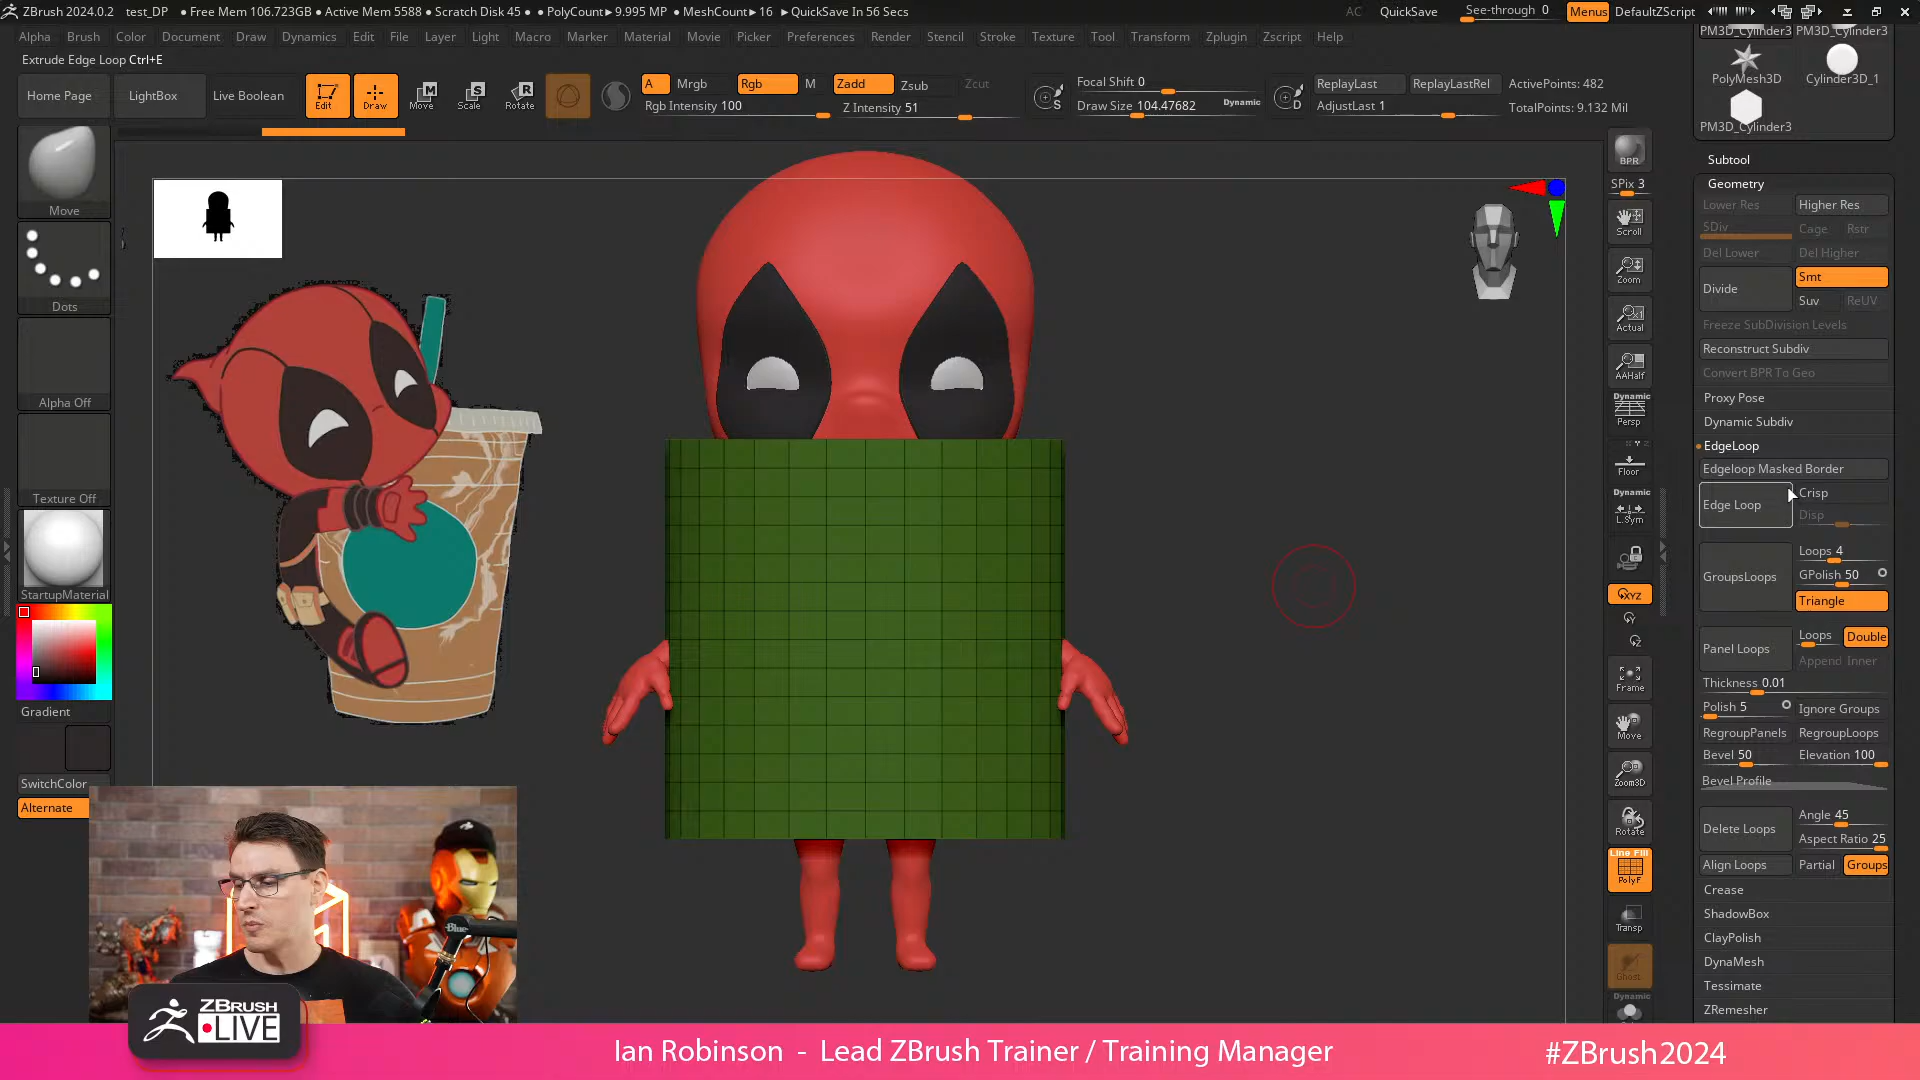 ZBrush 2024.0.2 test_DP • Free Mem 106.723GB • Active Mem 5588 • Scratch Disk 45 • PolyCount► 9.995 MP • MeshCount► 16 ►QuickSave In 56 Secs AC QuickSave See-through 0 Menus DefaultZScript
Alpha Brush Color Document Draw Dynamics Edit File Layer Light Macro Marker Material Movie Picker Preferences Render Stencil Stroke Texture Tool Transform Zplugin Zscript Help
Extrude Edge Loop Ctrl+E
Home Page LightBox Live Boolean Edit Draw Move Scale Rotate
A Mrgb Rgb M Zadd Zsub Zcut
Rgb Intensity 100 Z Intensity 51
S Focal Shift 0
Draw Size 104.47682 Dynamic
D ReplayLast ReplayLastRel ActivePoints: 482
AdjustLast 1 TotalPoints: 9.132 Mil
Move
Dots
Alpha Off
Texture Off
StartupMaterial
Gradient
SwitchColor
Alternate
BPR
SPix 3
Scroll
Zoom
Actual
AAHalf
Dynamic
Persp
Floor
Dynamic
L.Sym
XYZ
Y
Z
Frame
Move
Zoom3D
Rotate
Line Fill
PolyF
Transp
Ghost
Dynamic
PM3D_Cylinder3 PM3D_Cylinder3
PolyMesh3D Cylinder3D_1
PM3D_Cylinder3
Subtool
Geometry
Lower Res Higher Res
SDiv Cage Rstr
Del Lower Del Higher
Divide Smt
Suv ReUV
Freeze SubDivision Levels
Reconstruct Subdiv
Convert BPR To Geo
Proxy Pose
Dynamic Subdiv
EdgeLoop
Edgeloop Masked Border
Edge Loop Crisp
Disp
GroupsLoops Loops 4
GPolish 50
Triangle
Panel Loops Loops Double
Append Inner
Thickness 0.01
Polish 5 Ignore Groups
RegroupPanels RegroupLoops
Bevel 50 Elevation 100
Bevel Profile
Delete Loops Angle 45
Aspect Ratio 25
Align Loops Partial Groups
Crease
ShadowBox
ClayPolish
DynaMesh
Tessimate
ZRemesher
Blue
ZBRUSH
LIVE
Ian Robinson - Lead ZBrush Trainer / Training Manager
#ZBrush2024